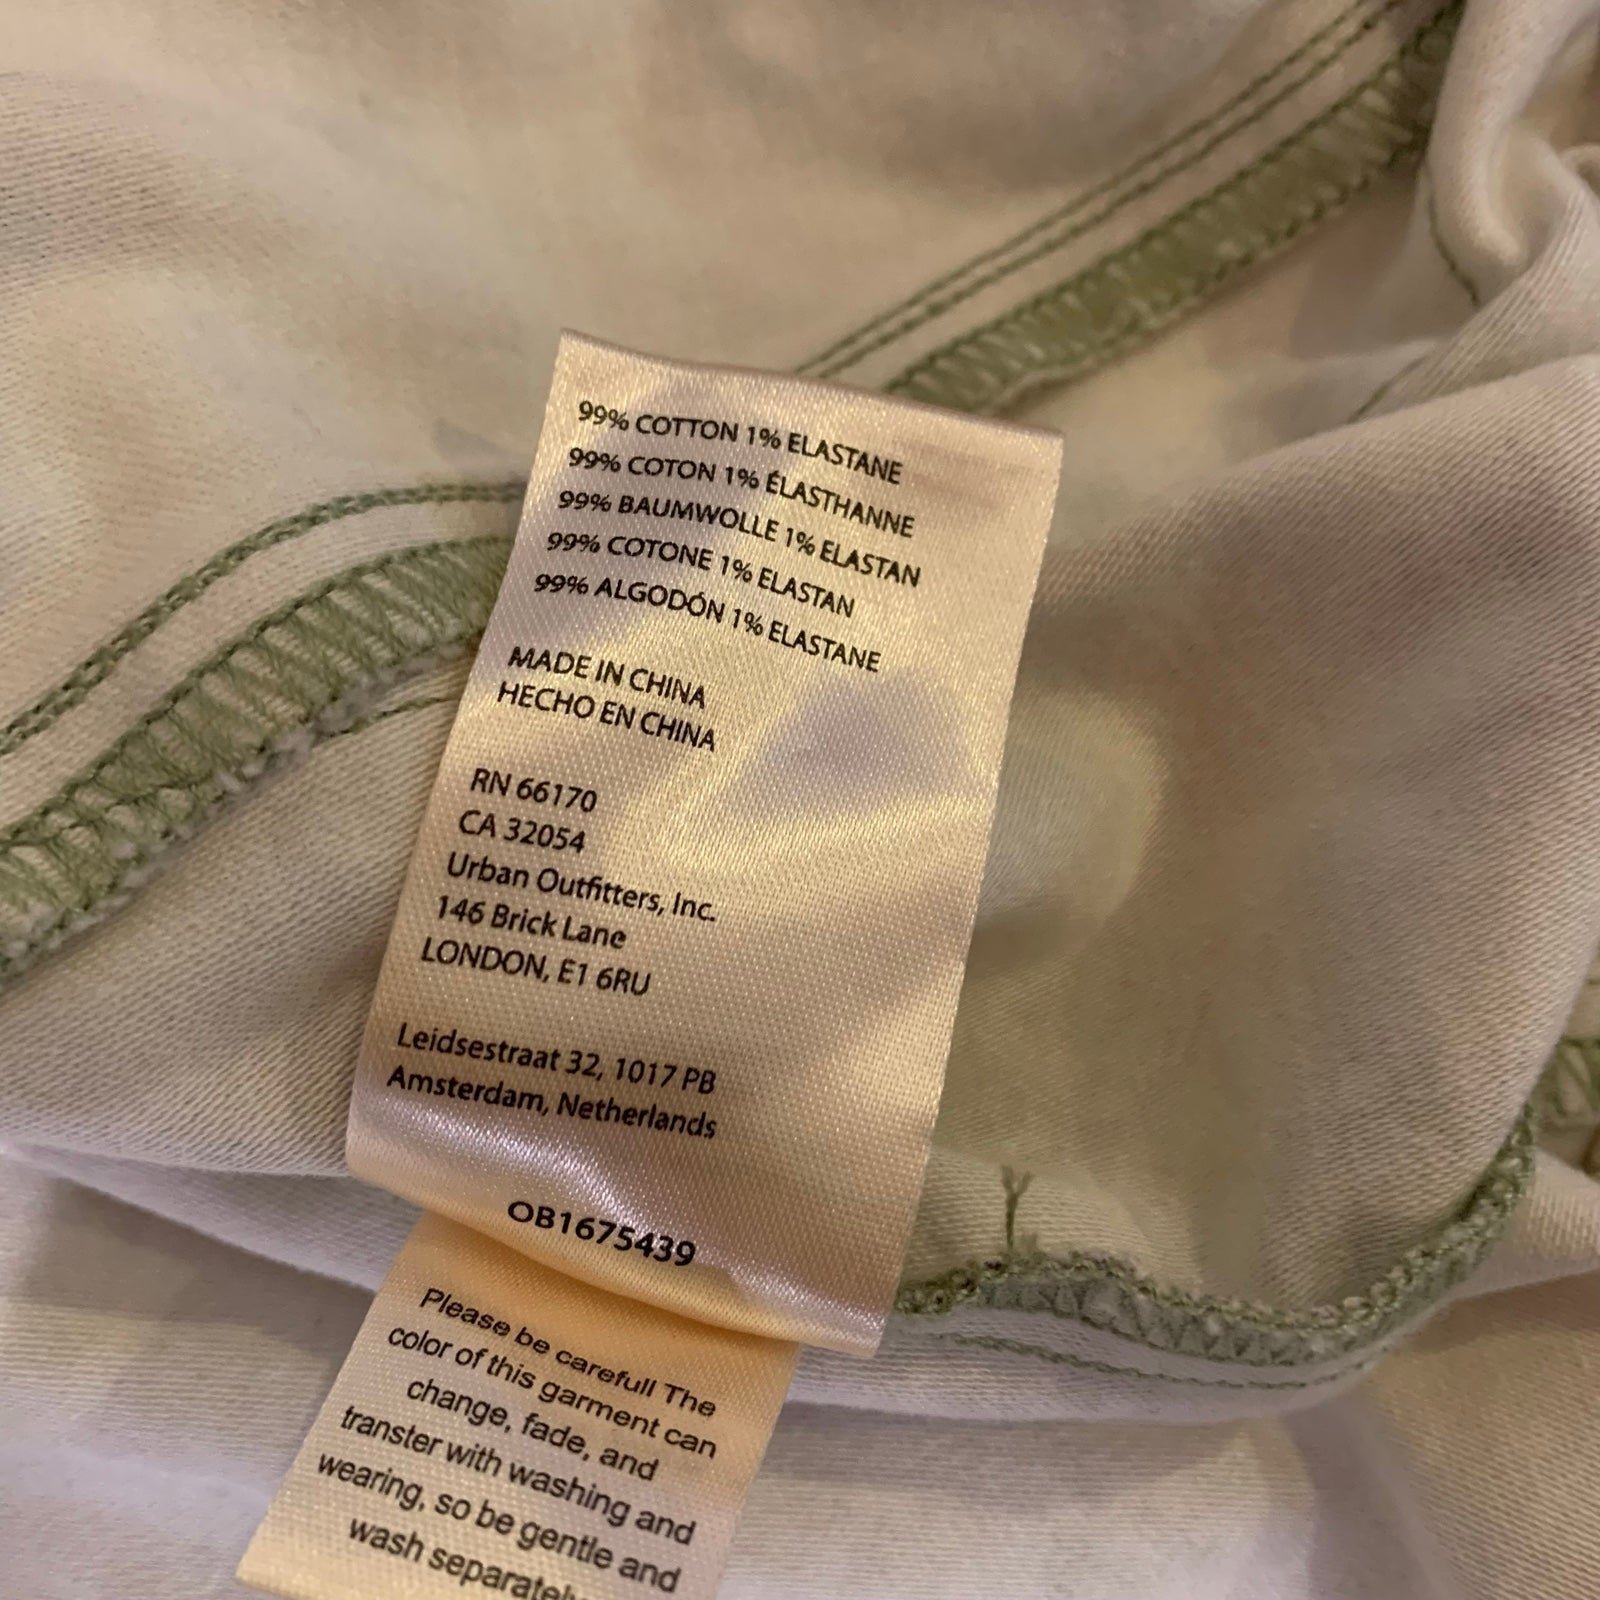 99% COTTON 1% ELASTANE
99% COTON 1% ÉLASTHANNE
99% BAUMWOLLE 1% ELASTAN
99% COTONE 1% ELASTAN
99% ALGODÓN 1% ELASTANE
MADE IN CHINA
HECHO EN CHINA
RN 66170
CA 32054
Urban Outfitters, Inc.
146 Brick Lane
LONDON, E1 6RU
Leidsestraat 32, 1017 PB
Amsterdam, Netherlands
OB1675439
Please be carefull The
color of this garment can
change, fade, and
transter with washing and
wearing, so be gentle and
wash separately